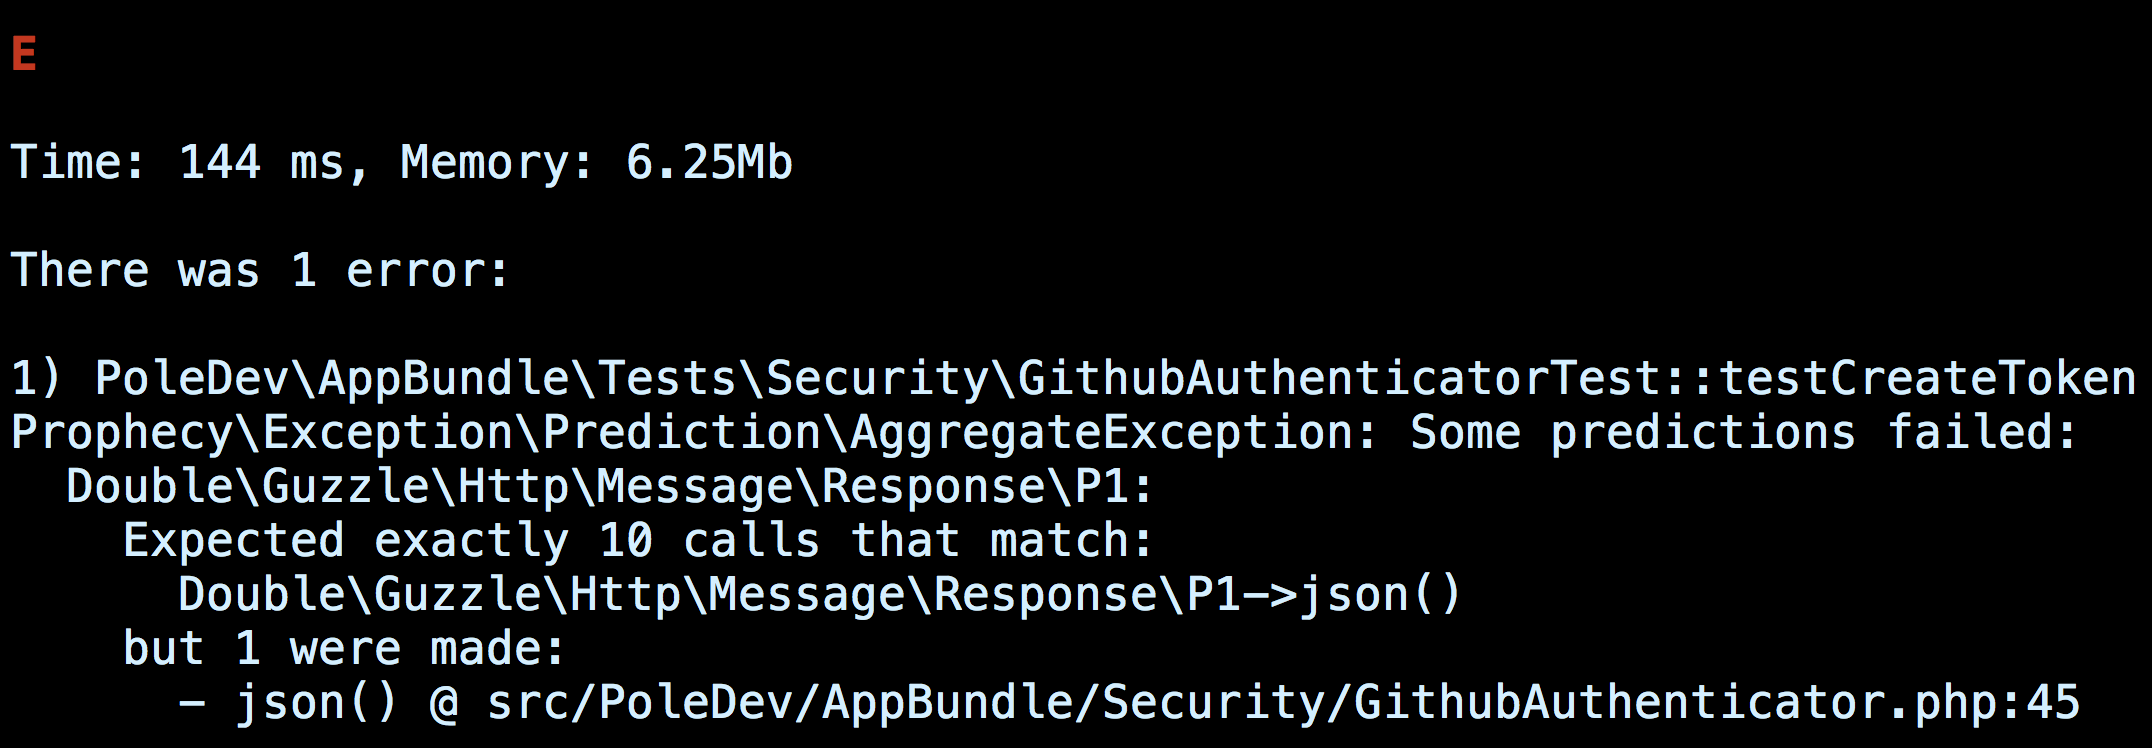 E
Time: 144 ms, Memory: 6.25Mb
There was 1 error:
1) PoleDev\AppBundle\Tests\Security\GithubAuthenticatorTest::testCreateToken
Prophecy\Exception\Prediction\AggregateException: Some predictions failed:
Double\Guzzle\Http\Message\Response\P1:
Expected exactly 10 calls that match:
Double\Guzzle\Http\Message\Response\P1->json()
but 1 were made:
- json() @ src/PoleDev/AppBundle/Security/GithubAuthenticator.php:45